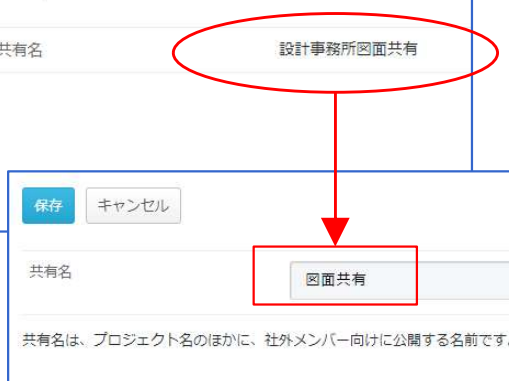 共有名 設計事務所図面共有
保存 キャンセル
共有名 図面共有
共有名は、プロジェクト名のほかに、社外メンバー向けに公開する名前です。